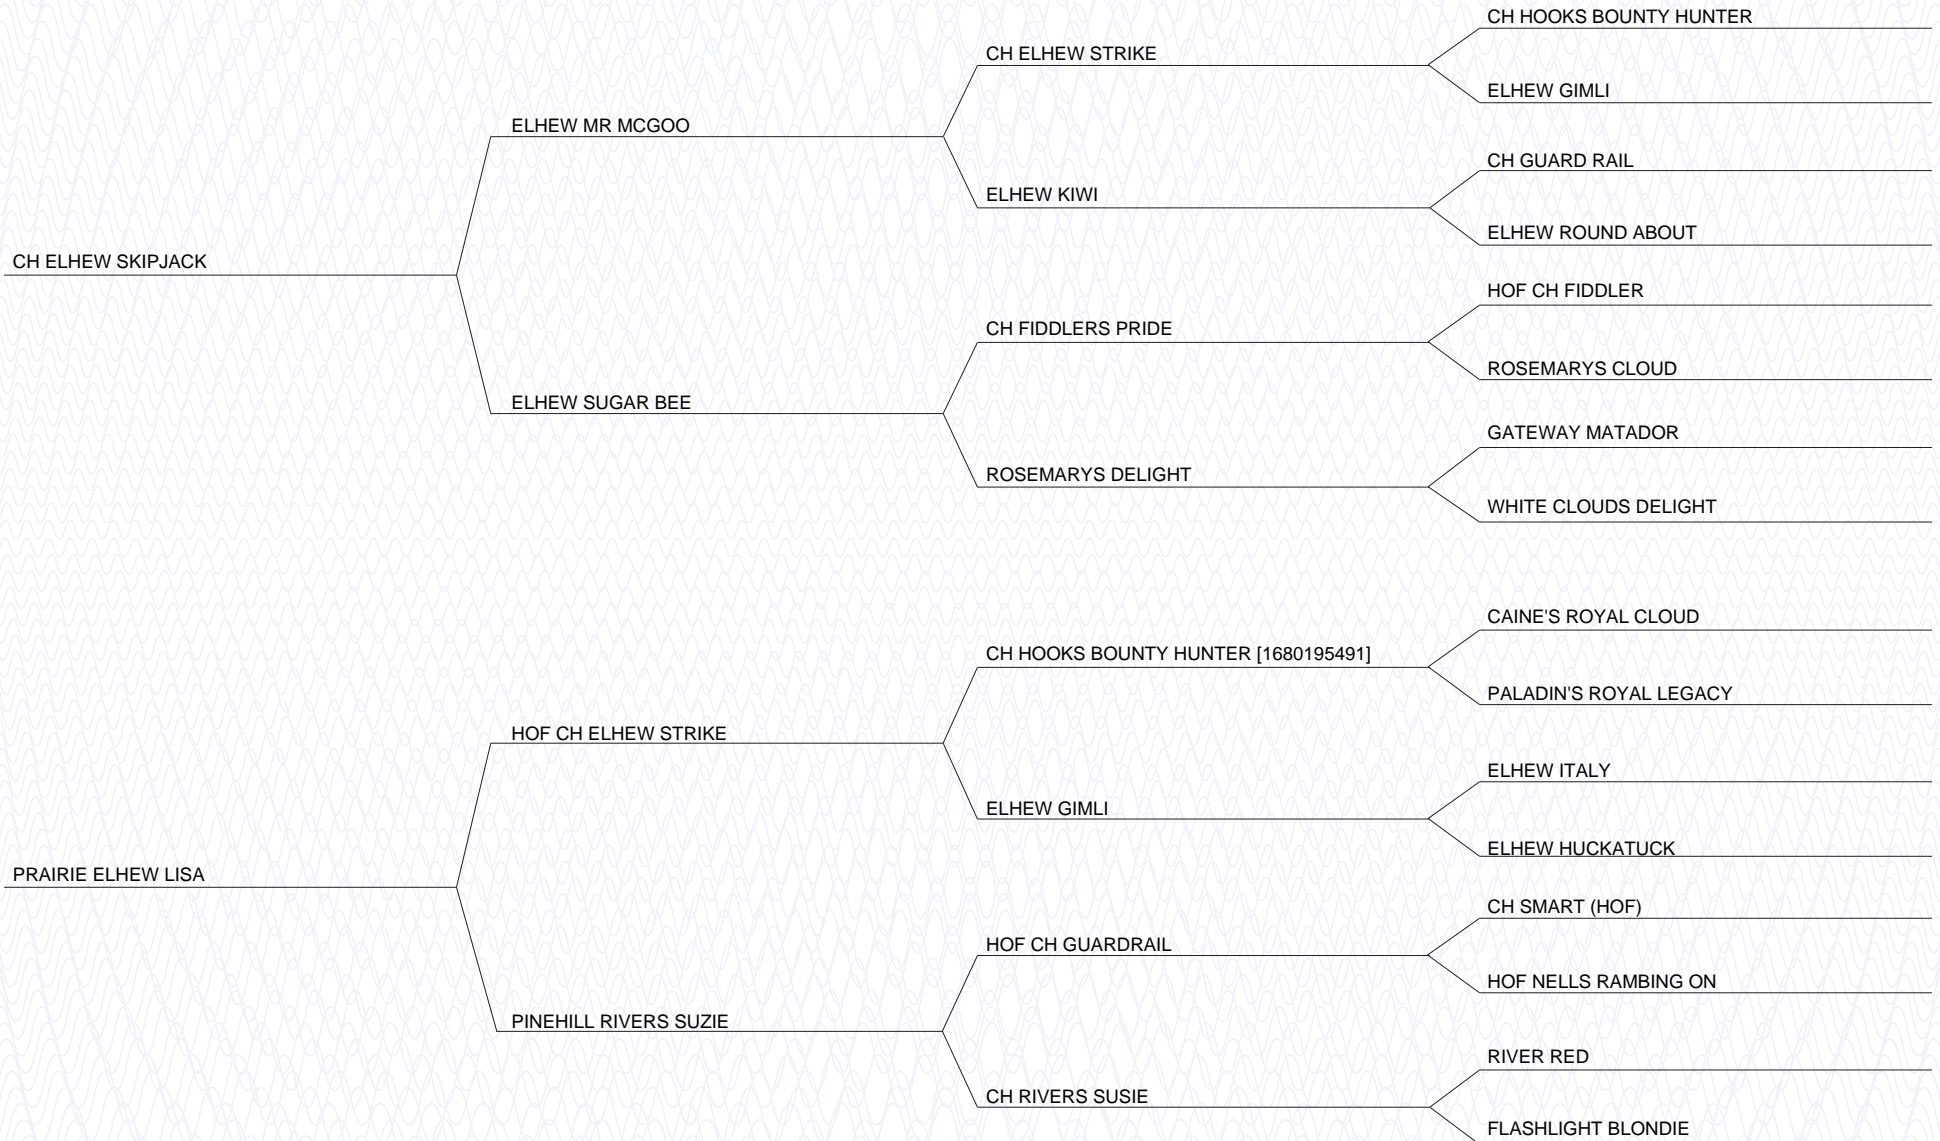 CH HOOKS BOUNTY HUNTER
CH ELHEW STRIKE
ELHEW GIMLI
ELHEW MR MCGOO
CH GUARD RAIL
ELHEW KIWI
ELHEW ROUND ABOUT
CH ELHEW SKIPJACK
HOF CH FIDDLER
CH FIDDLERS PRIDE
ROSEMARYS CLOUD
ELHEW SUGAR BEE
GATEWAY MATADOR
ROSEMARYS DELIGHT
WHITE CLOUDS DELIGHT
CAINE'S ROYAL CLOUD
CH HOOKS BOUNTY HUNTER [1680195491]
PALADIN'S ROYAL LEGACY
HOF CH ELHEW STRIKE
ELHEW ITALY
ELHEW GIMLI
ELHEW HUCKATUCK
PRAIRIE ELHEW LISA
CH SMART (HOF)
HOF CH GUARDRAIL
HOF NELLS RAMBING ON
PINEHILL RIVERS SUZIE
RIVER RED
CH RIVERS SUSIE
FLASHLIGHT BLONDIE